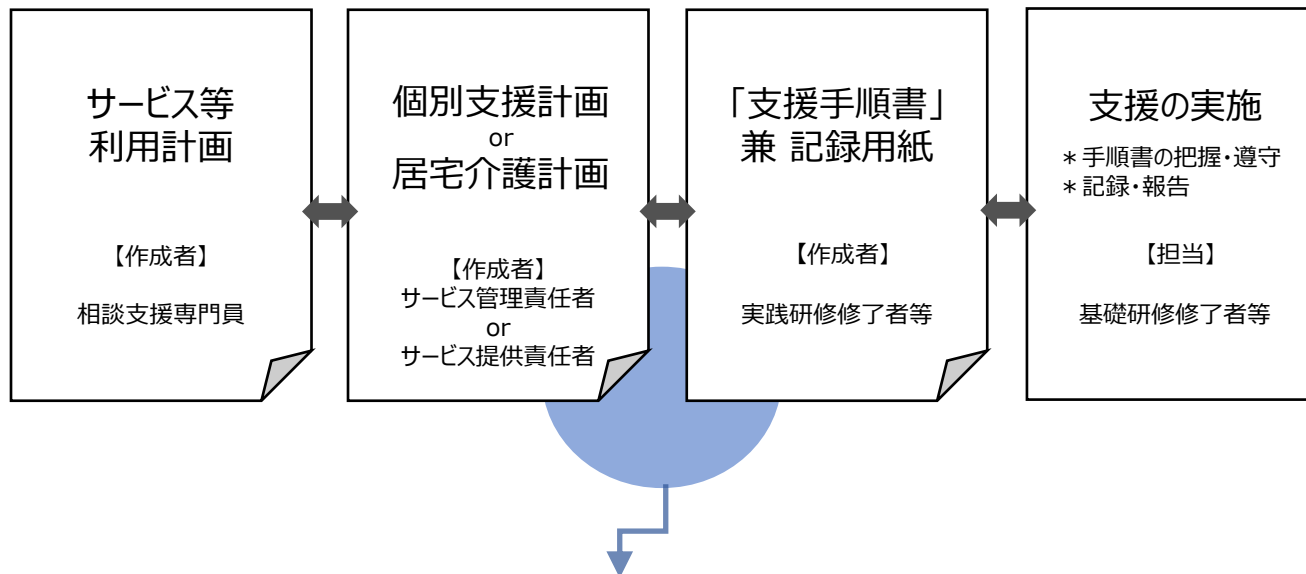 サービス等
利用計画
【作成者】
相談支援専門員
個別支援計画
or
居宅介護計画
【作成者】
サービス管理責任者
or
サービス提供責任者
「支援手順書」
兼 記録用紙
【作成者】
実践研修修了者等
支援の実施
＊手順書の把握・遵守
＊記録・報告
【担当】
基礎研修修了者等